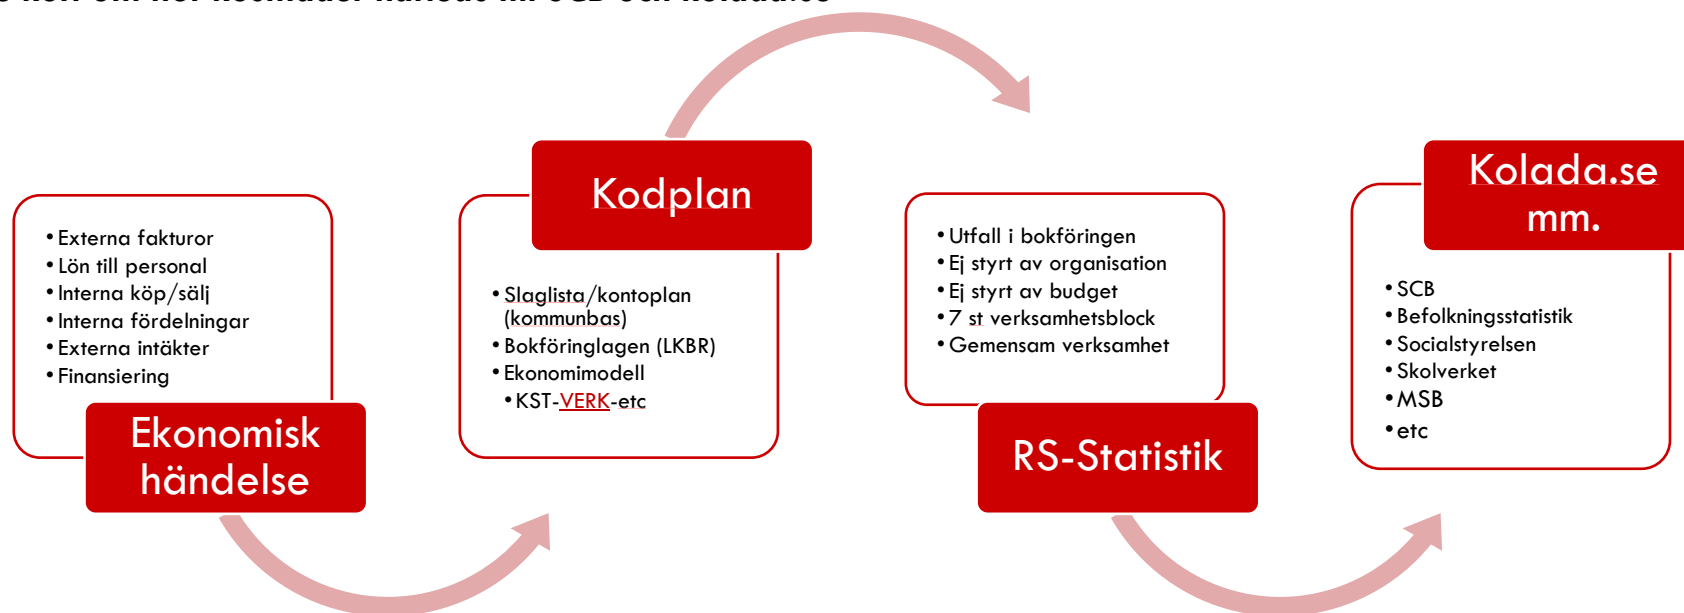 Externa fakturor
Lön till personal
Interna köp/sälj
Interna fördelningar
Externa intäkter
Finansiering
Ekonomisk
händelse
Kodplan
Slaglista/kontoplan
(kommunbas)
Bokföringlagen (LKBR)
Ekonomimodell
KST-VERK-etc
Utfall i bokföringen
Ej styrt av organisation
Ej styrt av budget
7 st verksamhetsblock
Gemensam verksamhet
RS-Statistik
Kolada.se
mm.
SCB
Befolkningsstatistik
Socialstyrelsen
Skolverket
MSB
etc